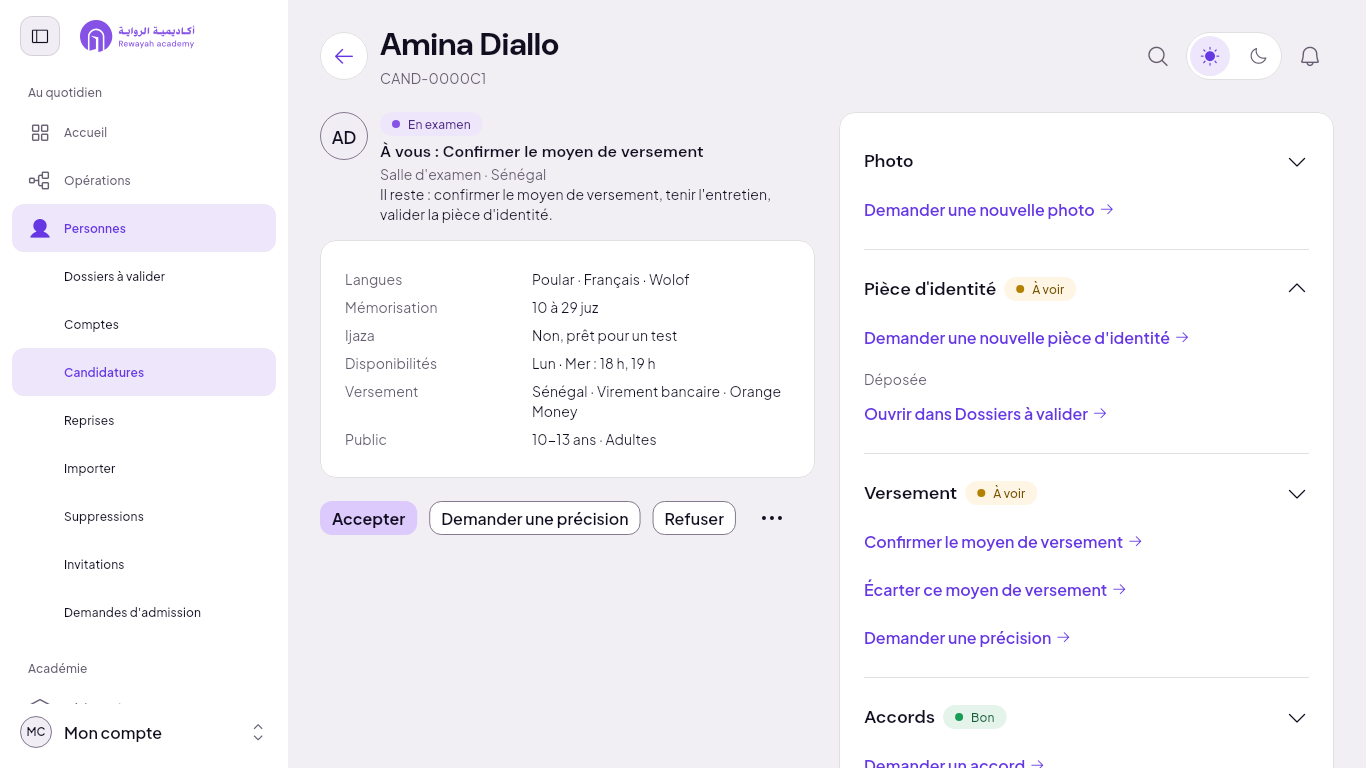 أكاديمية الرواية
Rewayah academy
Au quotidien
Accueil
Opérations
Personnes
Dossiers à valider
Comptes
Candidatures
Reprises
Importer
Suppressions
Invitations
Demandes d'admission
Académie
MC
Mon compte
Amina Diallo
CAND-0000C1
AD
En examen
À vous : Confirmer le moyen de versement
Salle d'examen · Sénégal
Il reste : confirmer le moyen de versement, tenir l'entretien,
valider la pièce d'identité.
Langues
Poular · Français · Wolof
Mémorisation
10 à 29 juz
Ijaza
Non, prêt pour un test
Disponibilités
Lun · Mer : 18 h, 19 h
Versement
Sénégal · Virement bancaire · Orange
Money
Public
10–13 ans · Adultes
Accepter
Demander une précision
Refuser
Photo
Demander une nouvelle photo
Pièce d'identité
À voir
Demander une nouvelle pièce d'identité
Déposée
Ouvrir dans Dossiers à valider
Versement
À voir
Confirmer le moyen de versement
Écarter ce moyen de versement
Demander une précision
Accords
Bon
Demander un accord